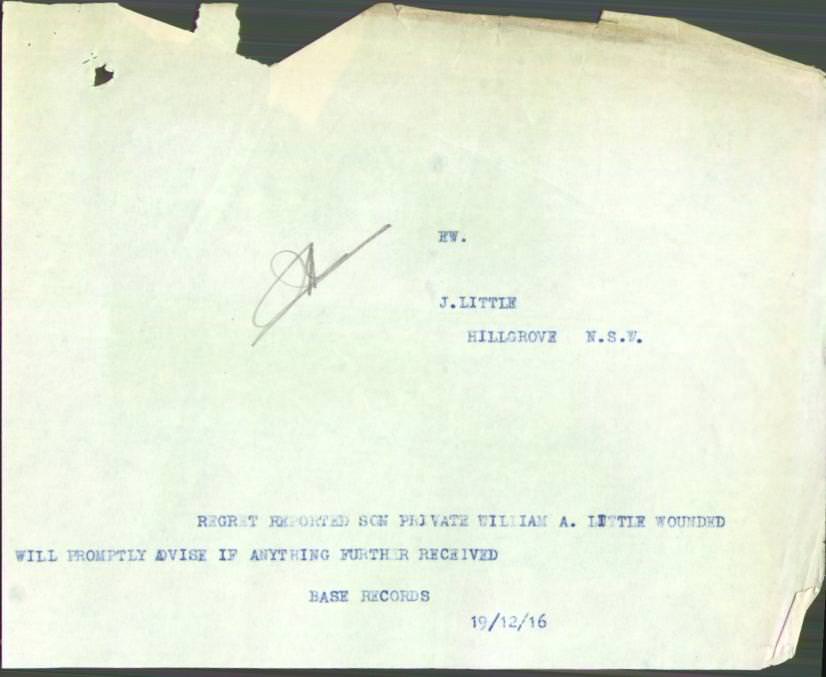 HW.
J.LITTLE
HILLGROVE N.S.W.
REGRET REPORTED SON PRIVATE WILLIAM A. LITTLE WOUNDED
WILL PROMPTLY ADVISE IF ANYTHING FURTHER RECEIVED
BASE RECORDS
19/12/16